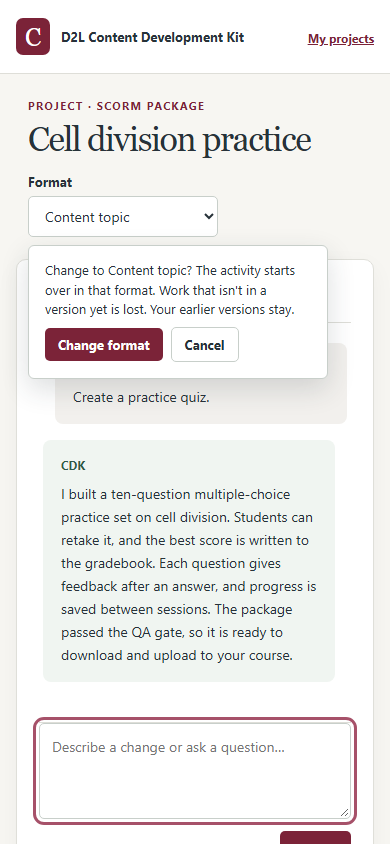 C
D2L Content Development Kit
My projects
PROJECT · SCORM PACKAGE
Cell division practice
Format
Content topic
Change to Content topic? The activity starts
over in that format. Work that isn't in a
version yet is lost. Your earlier versions stay.
Change format
Cancel
Create a practice quiz.
CDK
I built a ten-question multiple-choice
practice set on cell division. Students can
retake it, and the best score is written to
the gradebook. Each question gives
feedback after an answer, and progress is
saved between sessions. The package
passed the QA gate, so it is ready to
download and upload to your course.
Describe a change or ask a question...